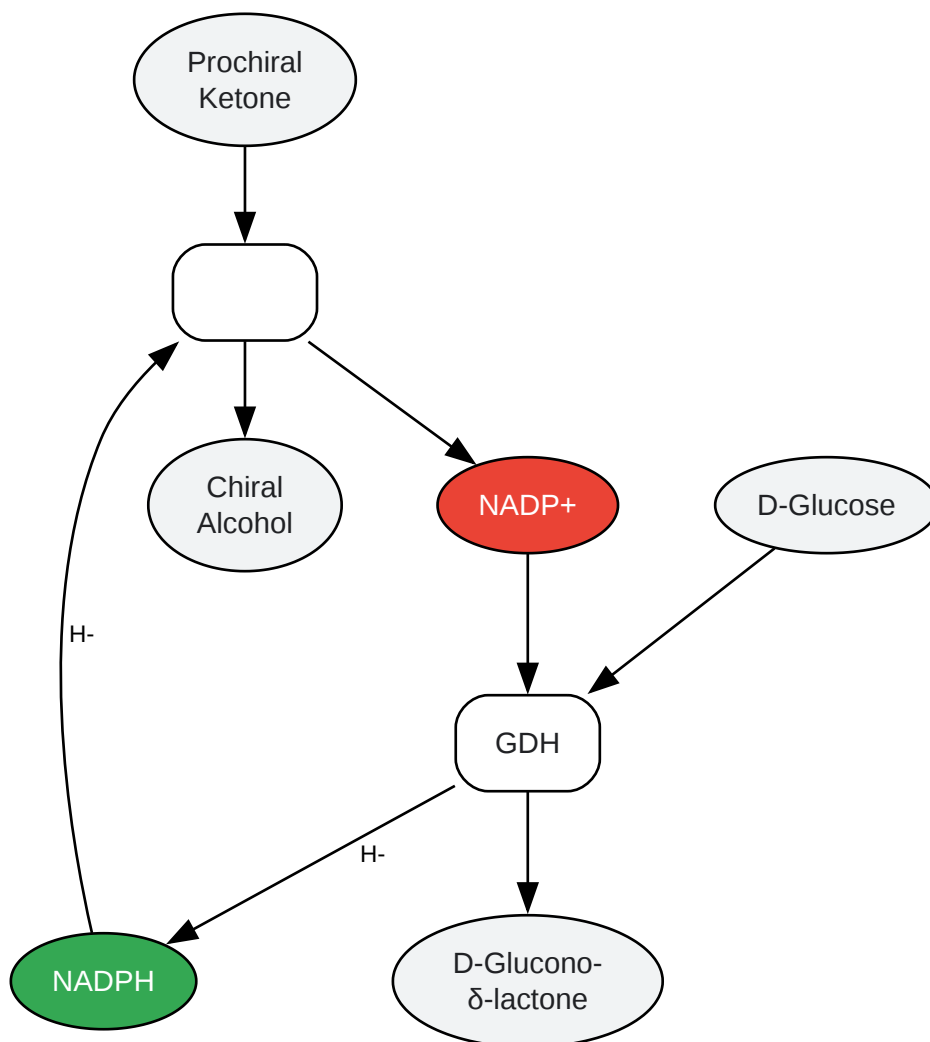 Prochiral
Ketone
Chiral
Alcohol
NADP+
D-Glucose
H-
GDH
H-
NADPH
D-Glucono-
δ-lactone